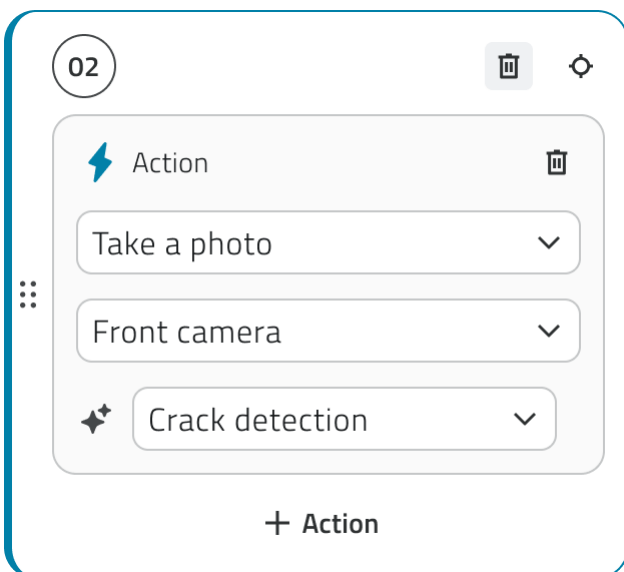 02
Action
Take a photo
Front camera
Crack detection
+ Action